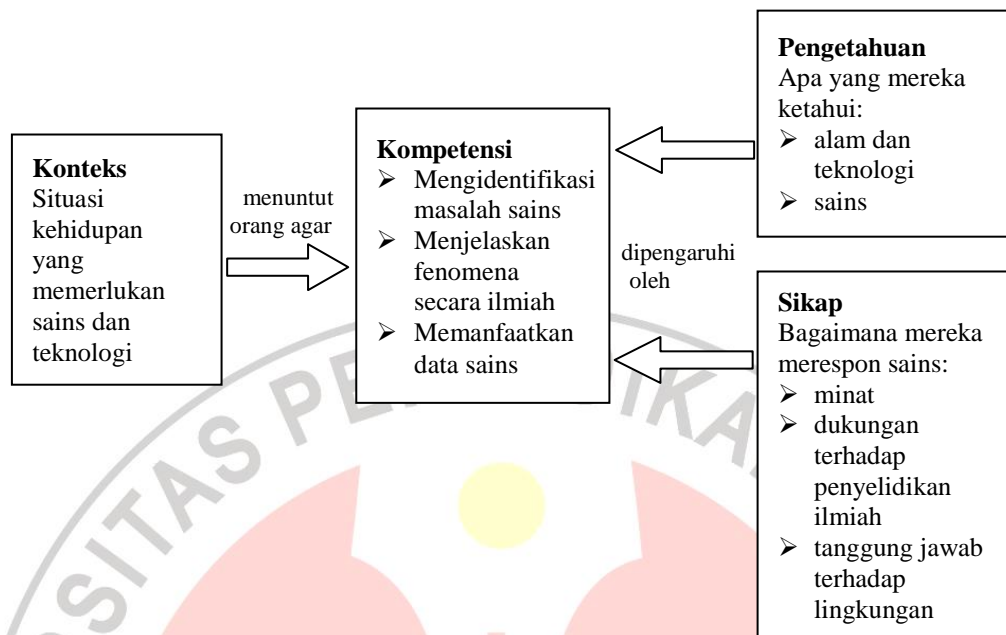 Konteks
Situasi
kehidupan
yang
memerlukan
sains dan
teknologi
menuntut
orang agar
Kompetensi
➢ Mengidentifikasi
masalah sains
➢ Menjelaskan
fenomena
secara ilmiah
➢ Memanfaatkan
data sains
dipengaruhi
oleh
Pengetahuan
Apa yang mereka
ketahui:
➢ alam dan
teknologi
➢ sains
Sikap
Bagaimana mereka
merespon sains:
➢ minat
➢ dukungan
terhadap
penyelidikan
ilmiah
➢ tanggung jawab
terhadap
lingkungan